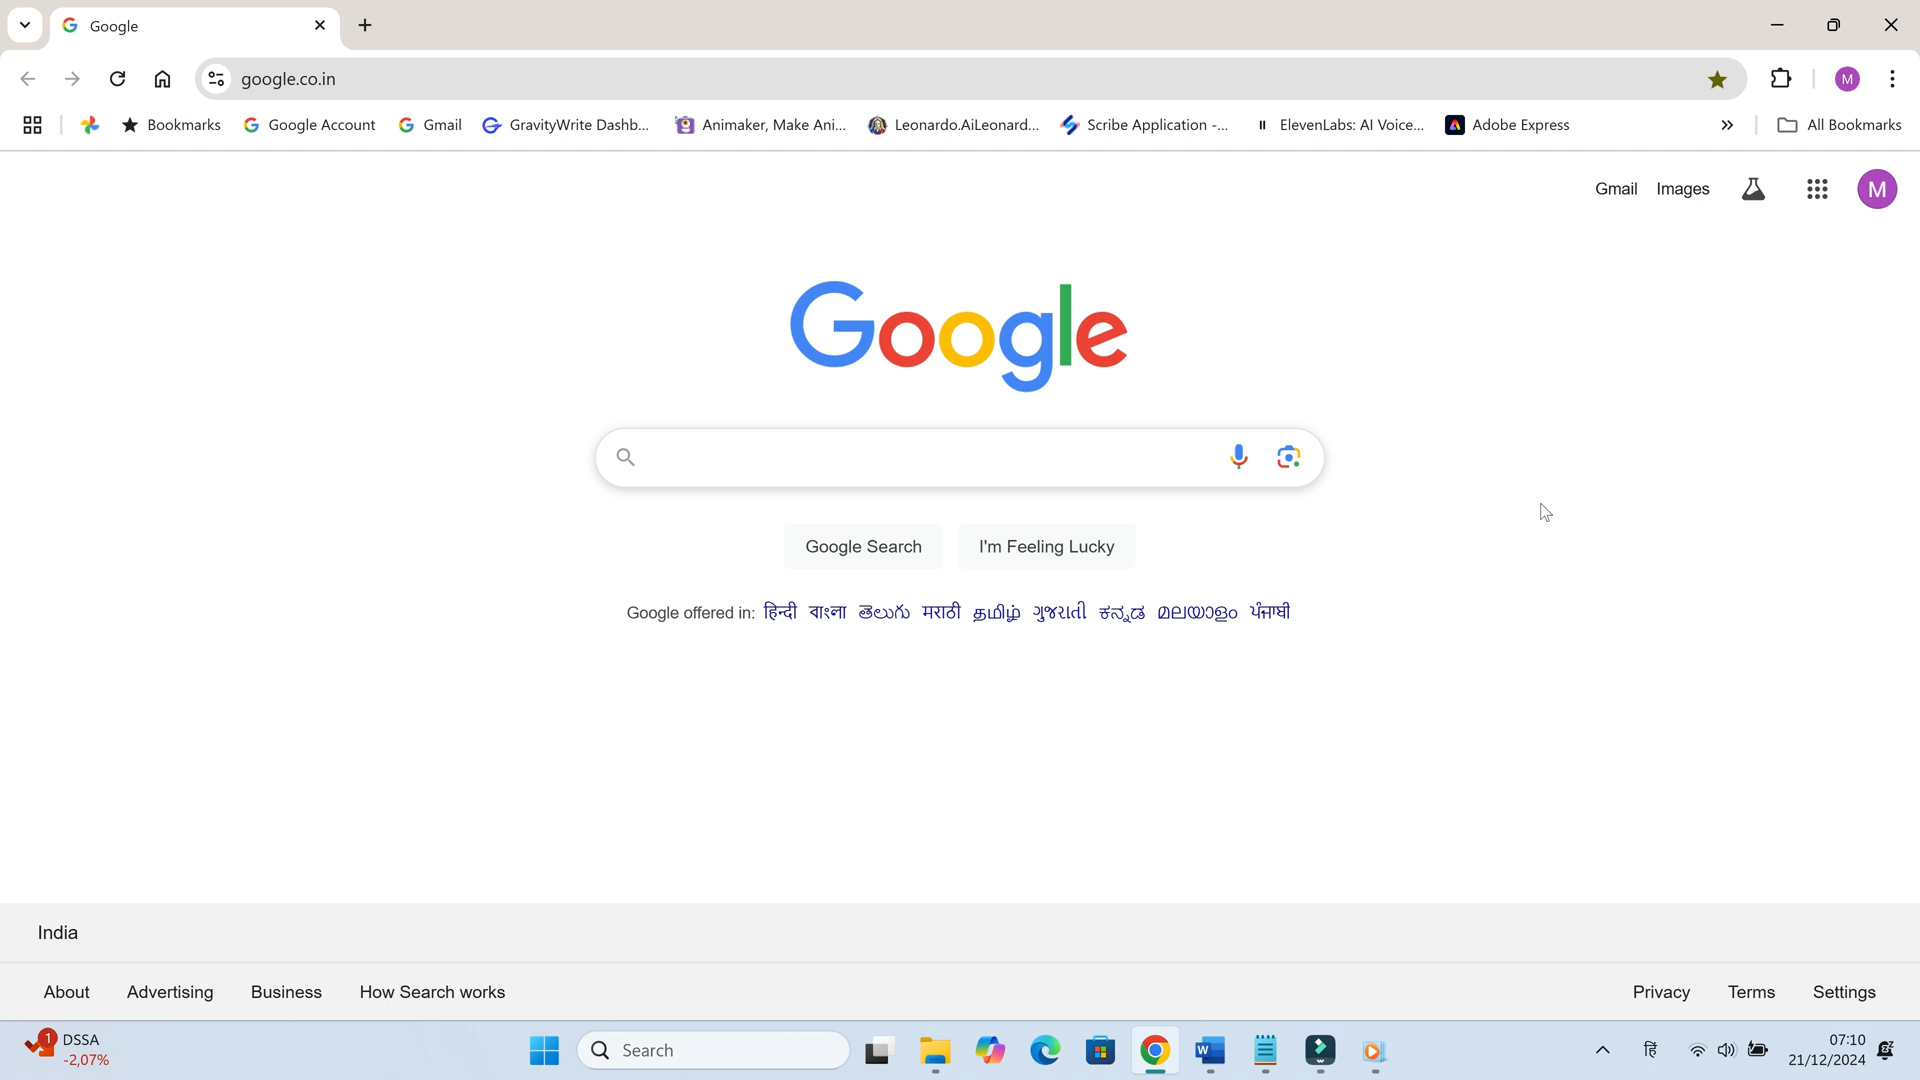 Google
google.co.in
M
Bookmarks Google Account Gmail GravityWrite Dashb... Animaker, Make Ani... Leonardo.AiLeonard... Scribe Application -... ElevenLabs: AI Voice... Adobe Express All Bookmarks
Gmail Images M
Google
Google Search I'm Feeling Lucky
Google offered in: हिन्दी বাংলা తెలుగు मराठी தமிழ் ગુજરાતી ಕನ್ನಡ മലയാളം ਪੰਜਾਬੀ
India
About Advertising Business How Search works Privacy Terms Settings
1 DSSA
-2,07%
Search
हिं
07:10
21/12/2024